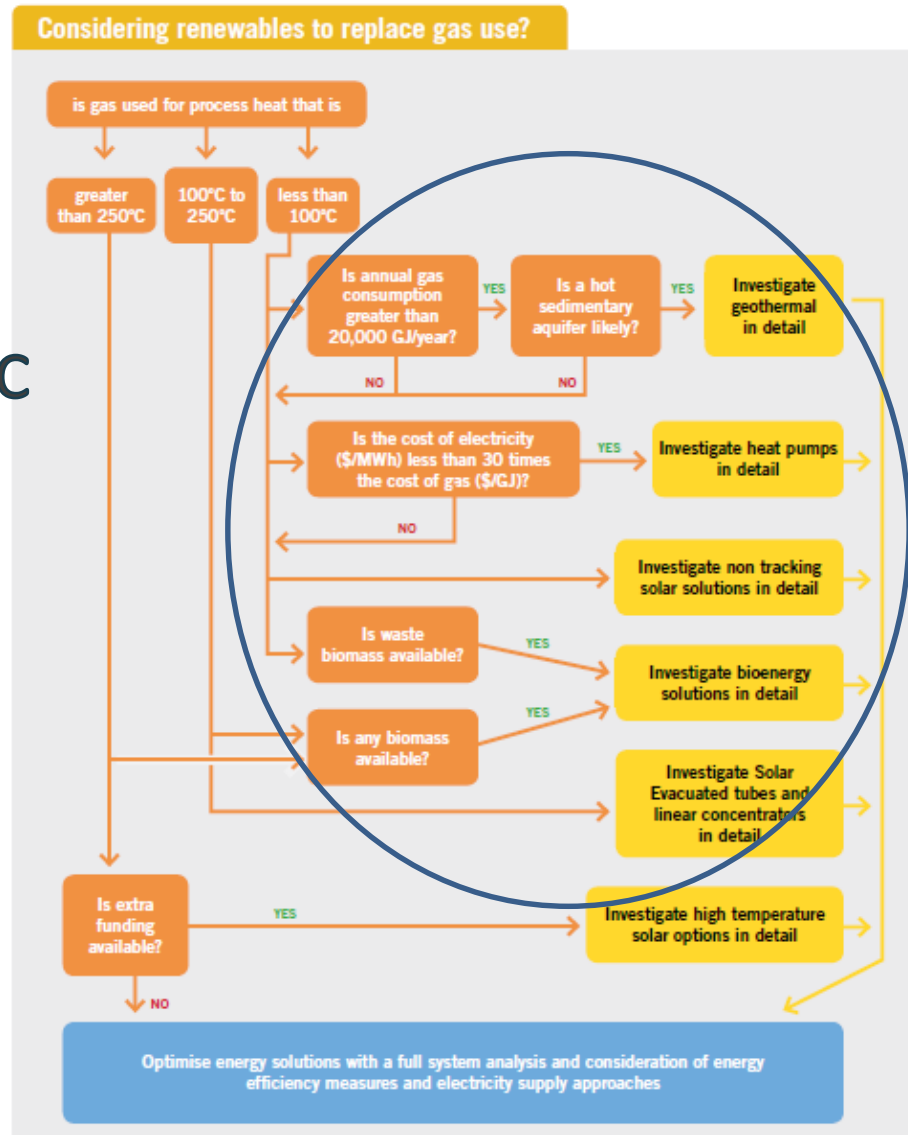 Considering renewables to replace gas use?
is gas used for process heat that is
greater
than 250°C
100°C to
250°C
less than
100°C
Is annual gas
consumption
greater than
20,000 GJ/year?
YES
Is a hot
sedimentary
aquifer likely?
YES
Investigate
geothermal
in detail
C
NO
NO
Is the cost of electricity
($/MWh) less than 30 times
the cost of gas ($/GJ)?
YES
Investigate heat pumps
in detail
NO
Investigate non tracking
solar solutions in detail
Is waste
biomass available?
YES
Investigate bioenergy
solutions in detail
YES
Is any biomass
available?
Investigate Solar
Evacuated tubes and
linear concentrators
in detail
Is extra
funding
available?
YES
Investigate high temperature
solar options in detail
NO
Optimise energy solutions with a full system analysis and consideration of energy
efficiency measures and electricity supply approaches